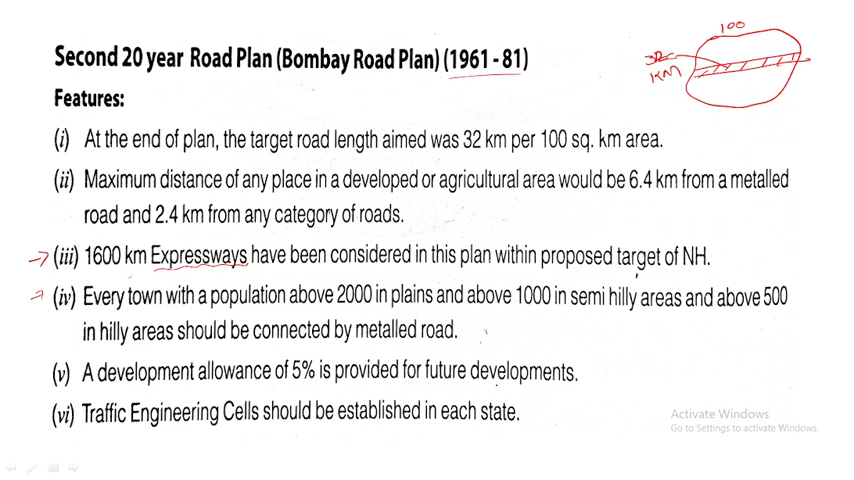 100
Second 20 year Road Plan (Bombay Road Plan) (1961 - 81)
32
KM
Features:
(i) At the end of plan, the target road length aimed was 32 km per 100 sq. km area.
(ii) Maximum distance of any place in a developed or agricultural area would be 6.4 km from a metalled
road and 2.4 km from any category of roads.
(iii) 1600 km Expressways have been considered in this plan within proposed target of NH.
(iv) Every town with a population above 2000 in plains and above 1000 in semi hilly areas and above 500
in hilly areas should be connected by metalled road.
(v) A development allowance of 5% is provided for future developments.
(vi) Traffic Engineering Cells should be established in each state.
Activate Windows
Go to Settings to activate Windows.